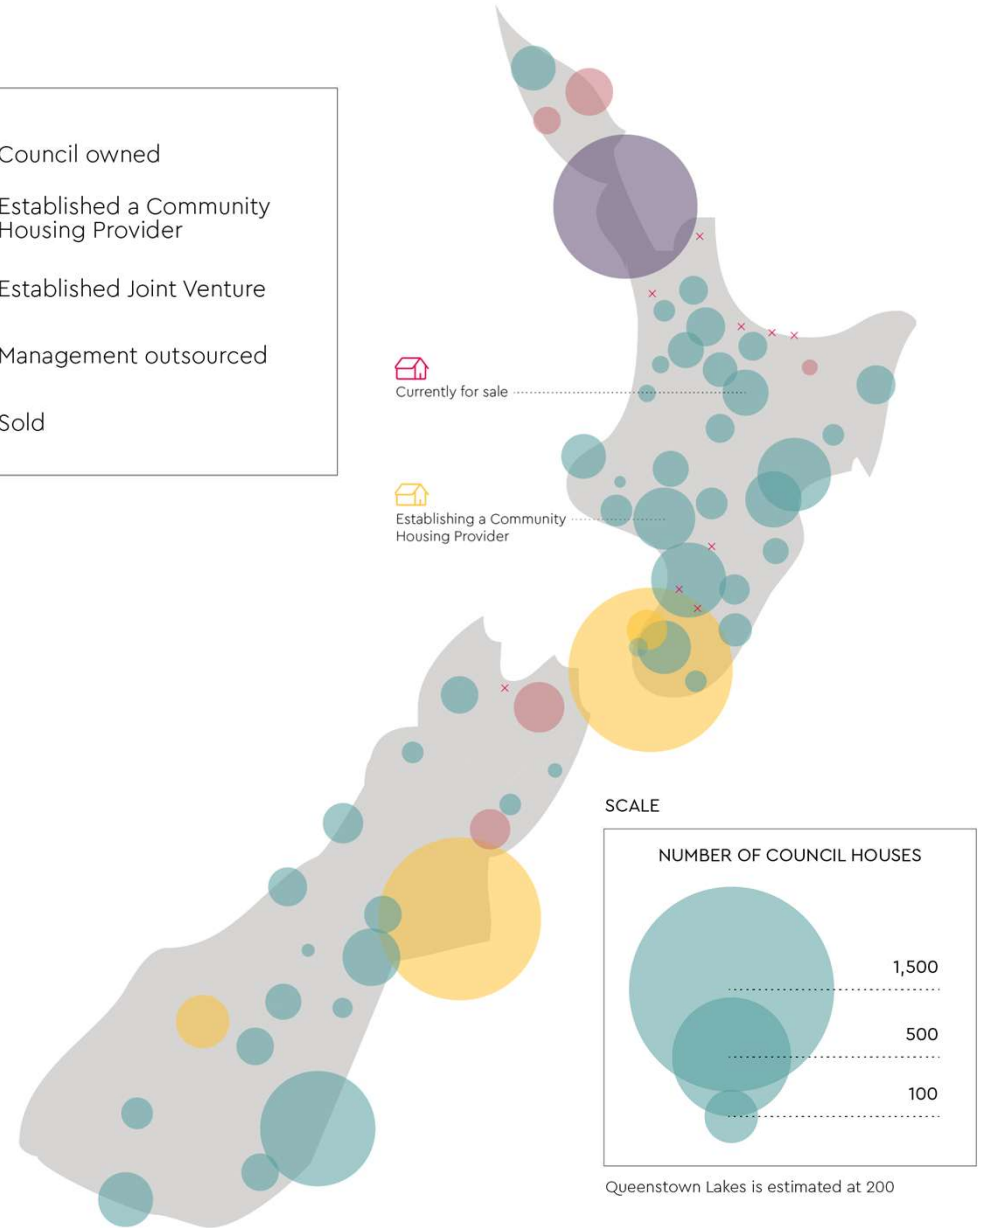 Council owned
Established a Community
Housing Provider
Established Joint Venture
Management outsourced
Sold
Currently for sale
Establishing a Community
Housing Provider
SCALE
NUMBER OF COUNCIL HOUSES
1,500
500
100
Queenstown Lakes is estimated at 200